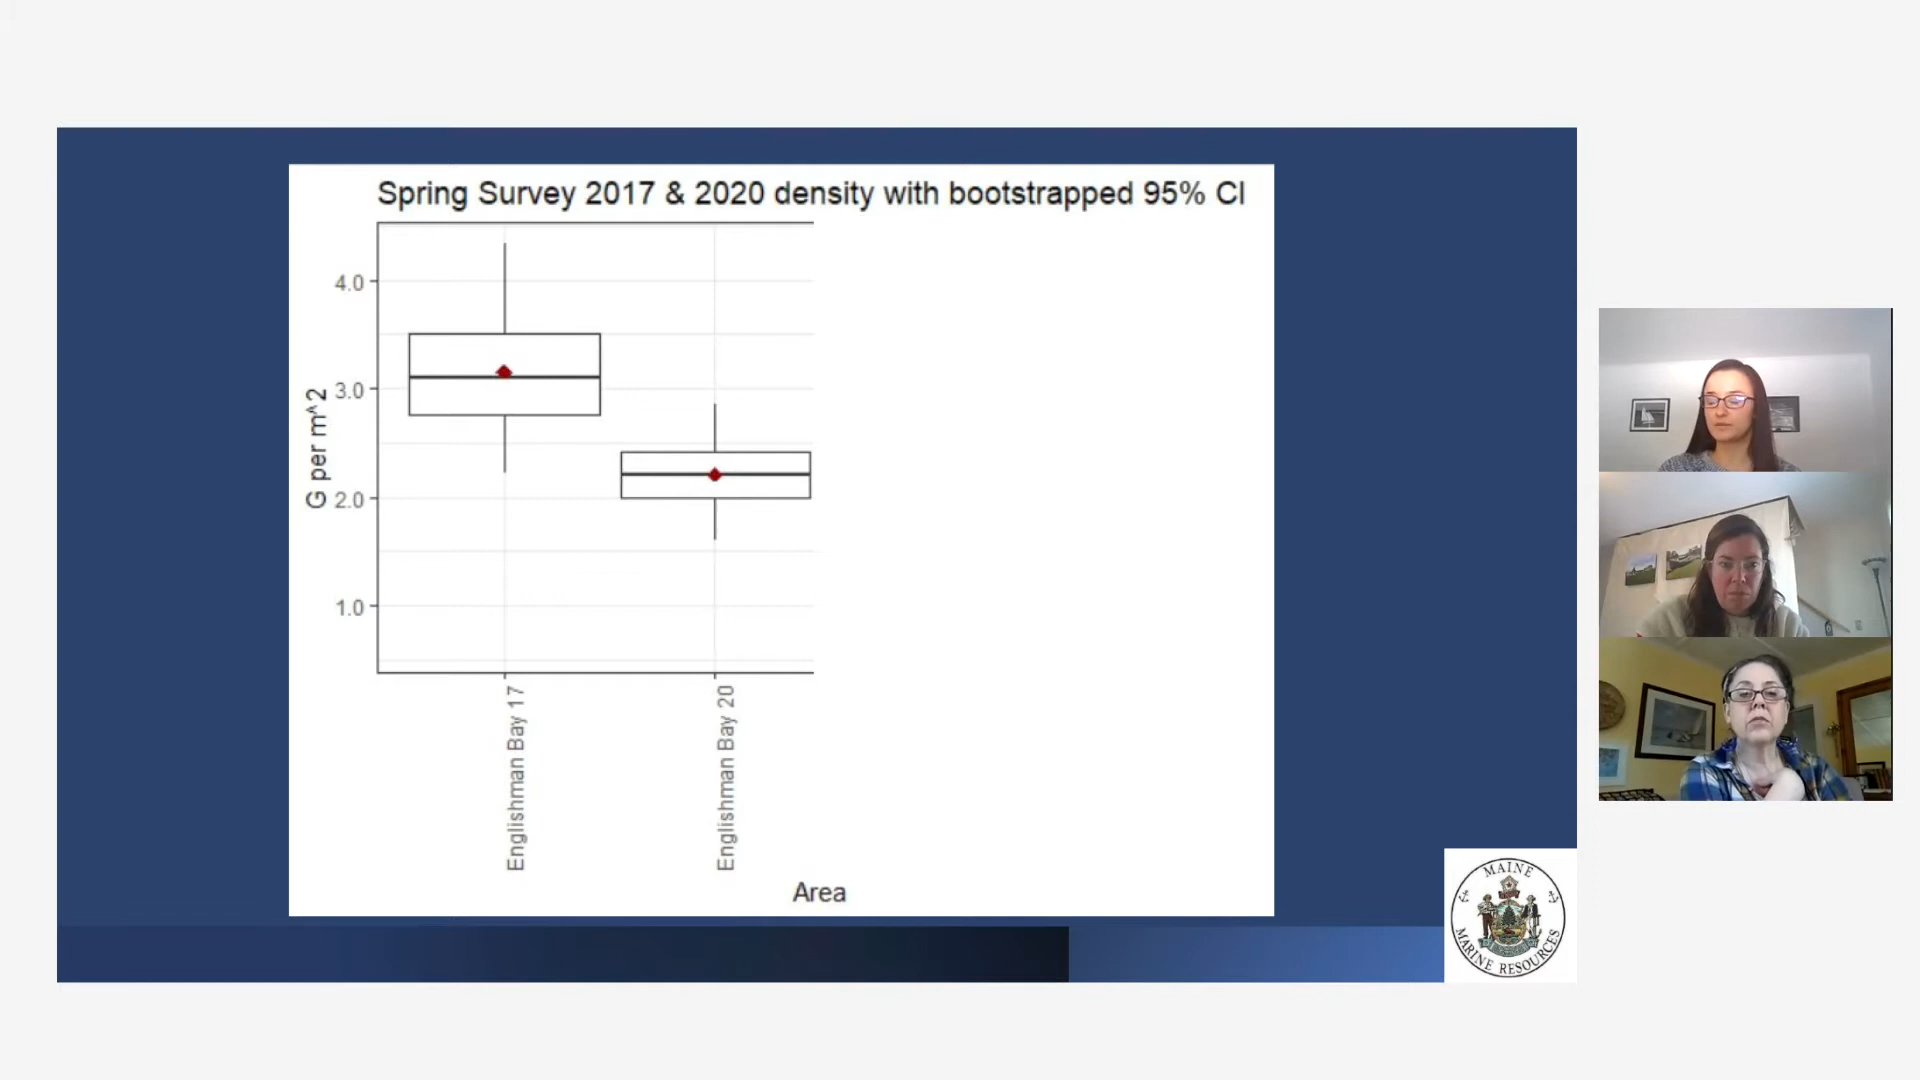 Spring Survey 2017 & 2020 density with bootstrapped 95% CI
G per m^2
4.0
3.0
2.0
1.0
Englishman Bay 17
Englishman Bay 20
Area
MAINE
MARINE RESOURCES